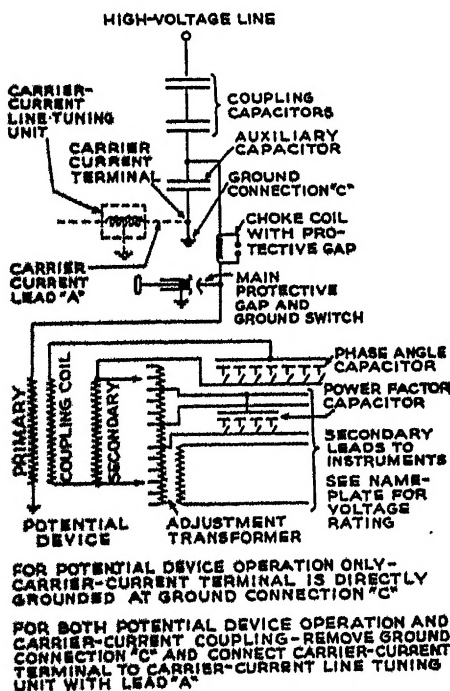 HIGH-VOLTAGE LINE
CARRIER-
CURRENT
LINE-TUNING
UNIT
COUPLING
CAPACITORS
CARRIER
CURRENT
TERMINAL
AUXILIARY
CAPACITOR
GROUND
CONNECTION "C"
CHOKE COIL
WITH PRO-
TECTIVE GAP
CARRIER
CURRENT
LEAD "A"
MAIN
PROTECTIVE
GAP AND
GROUND SWITCH
PHASE ANGLE
CAPACITOR
POWER FACTOR
CAPACITOR
PRIMARY
COUPLING COIL
SECONDARY
SECONDARY
LEADS TO
INSTRUMENTS
SEE NAME-
PLATE FOR
VOLTAGE
RATING
POTENTIAL
DEVICE
ADJUSTMENT
TRANSFORMER
FOR POTENTIAL DEVICE OPERATION ONLY-
CARRIER-CURRENT TERMINAL IS DIRECTLY
GROUNDED AT GROUND CONNECTION "C"
FOR BOTH POTENTIAL DEVICE OPERATION AND
CARRIER-CURRENT COUPLING-REMOVE GROUND
CONNECTION "C" AND CONNECT CARRIER-CURRENT
TERMINAL TO CARRIER-CURRENT LINE TUNING
UNIT WITH LEAD "A"